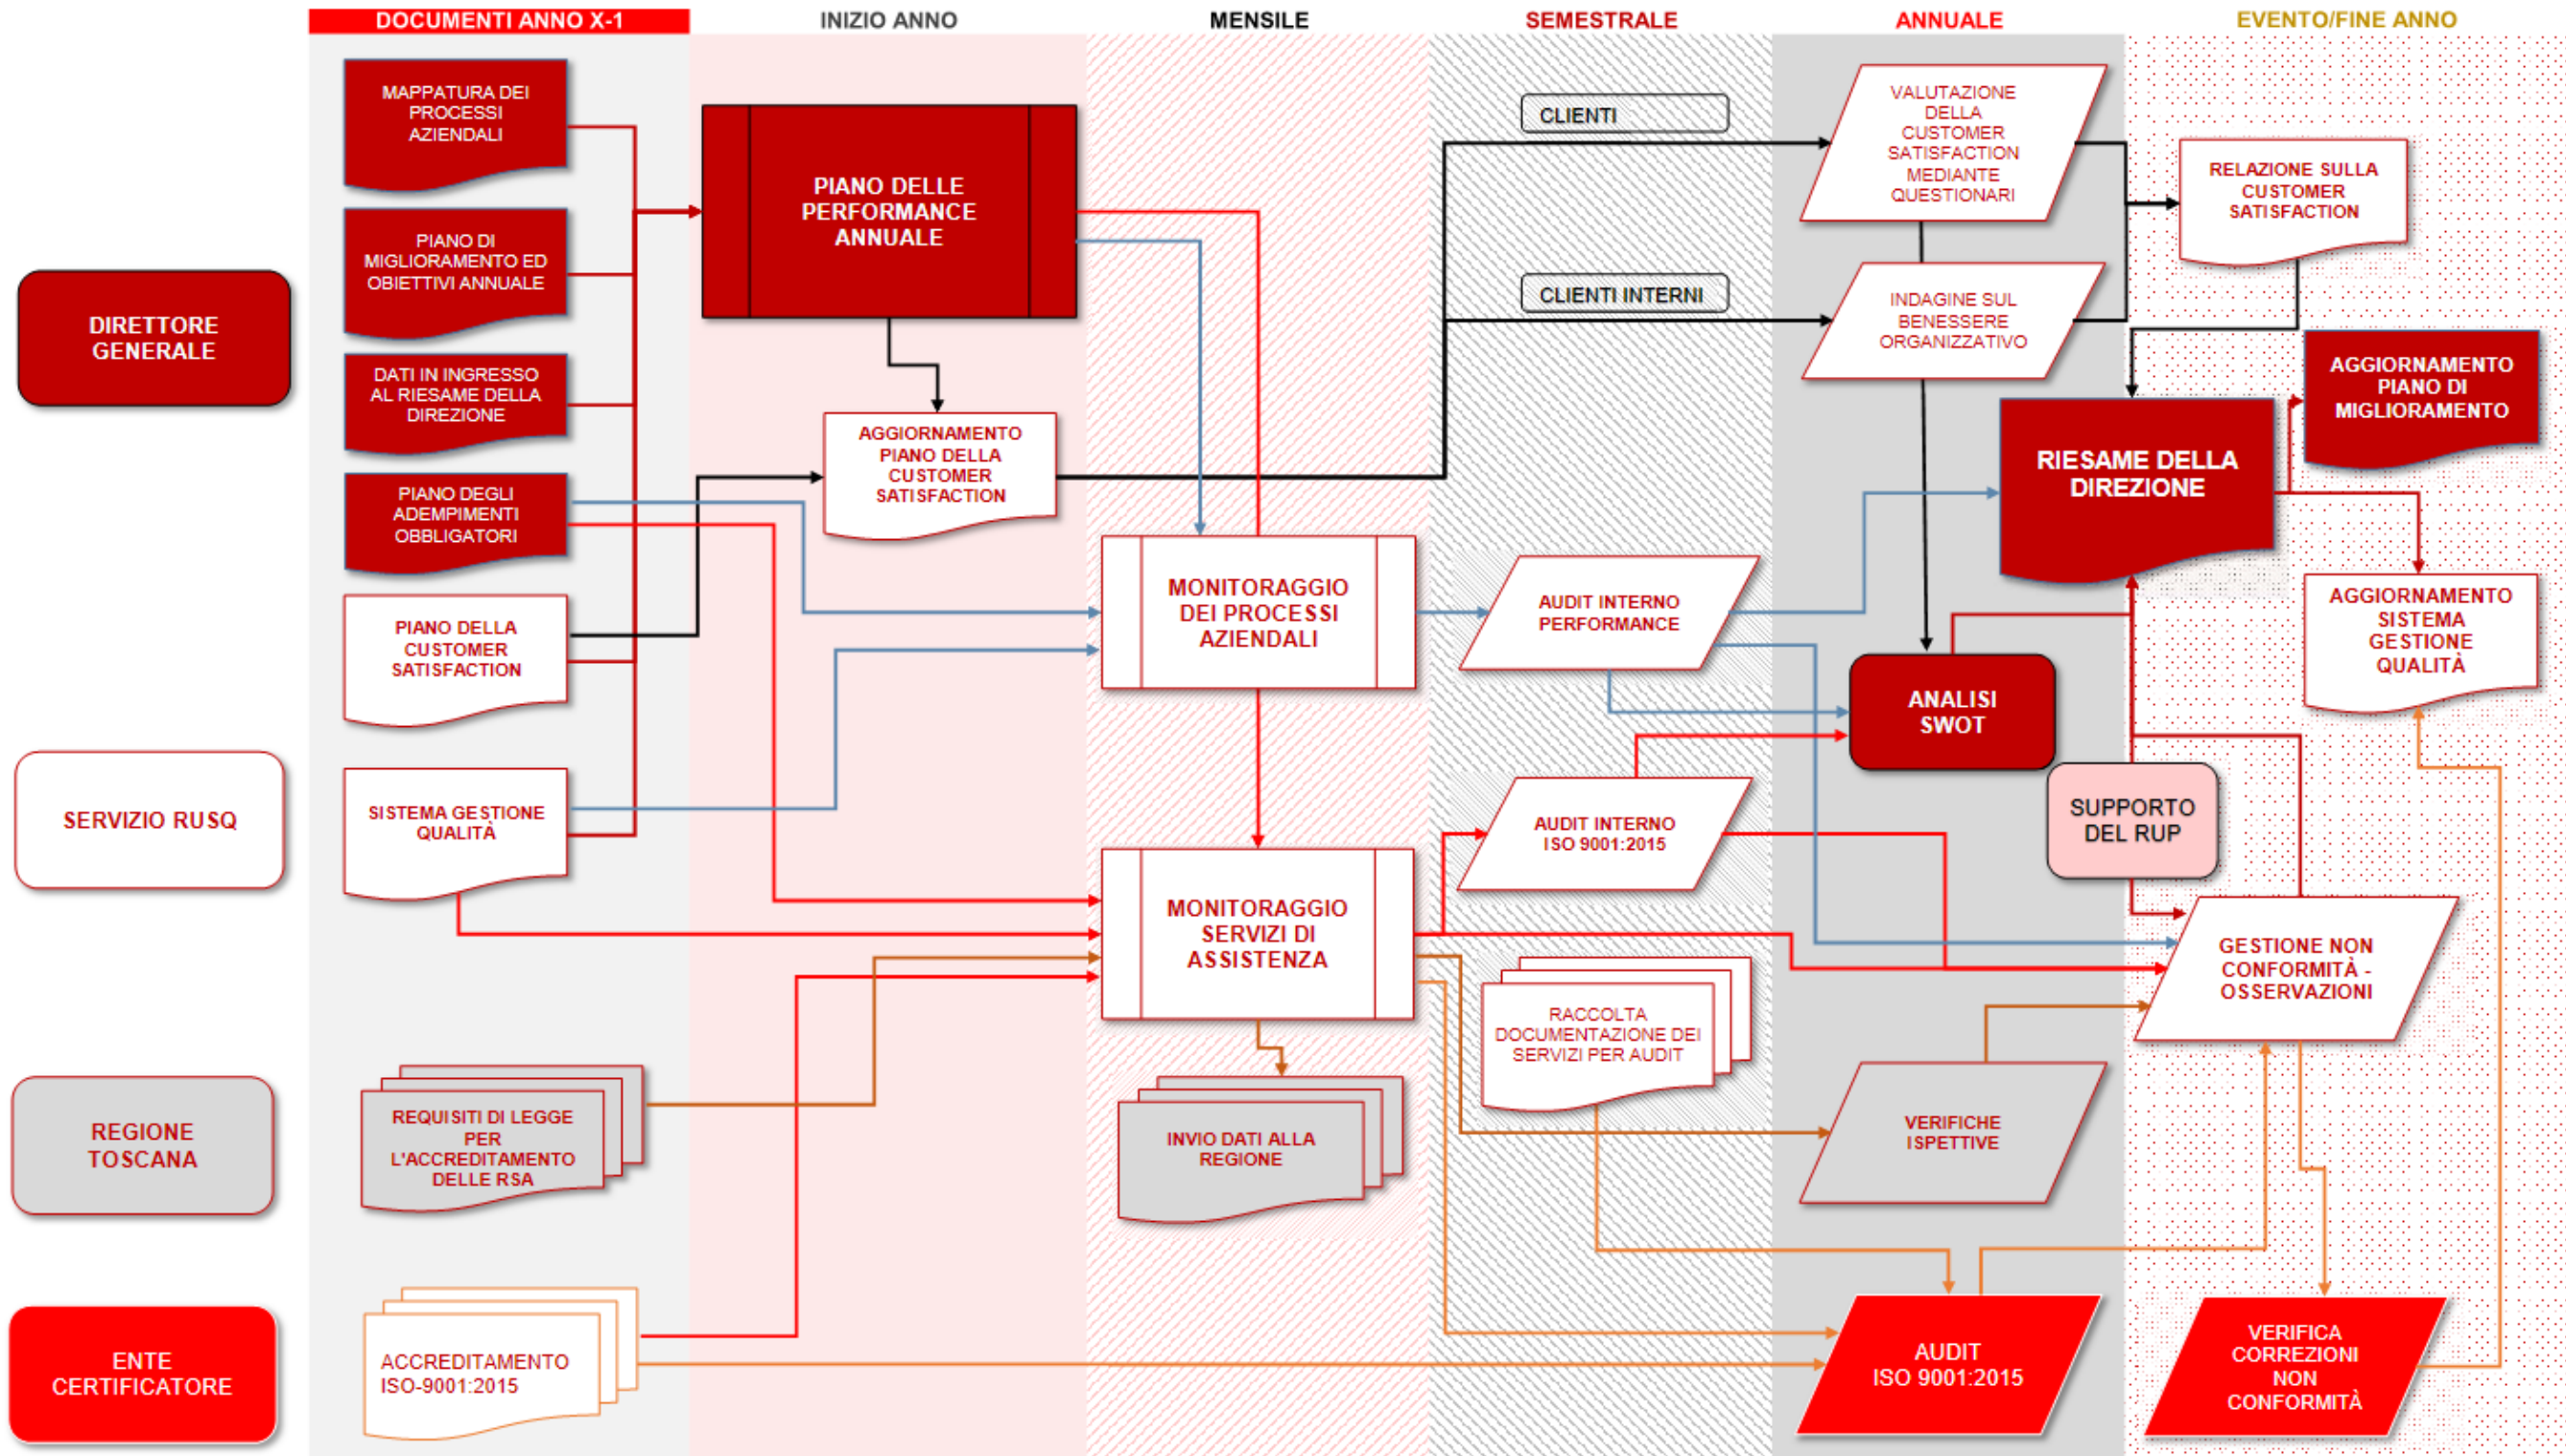 DOCUMENTI ANNO X-1
INIZIO ANNO
MENSILE
SEMESTRALE
ANNUALE
EVENTO/FINE ANNO
DIRETTORE
GENERALE
SERVIZIO RUSQ
REGIONE
TOSCANA
ENTE
CERTIFICATORE
MAPPATURA DEI
PROCESSI
AZIENDALI
PIANO DI
MIGLIORAMENTO ED
OBIETTIVI ANNUALE
DATI IN INGRESSO
AL RIESAME DELLA
DIREZIONE
PIANO DEGLI
ADEMPIMENTI
OBBLIGATORI
PIANO DELLA
CUSTOMER
SATISFACTION
SISTEMA GESTIONE
QUALITÀ
REQUISITI DI LEGGE
PER
L'ACCREDITAMENTO
DELLE RSA
ACCREDITAMENTO
ISO-9001:2015
PIANO DELLE
PERFORMANCE
ANNUALE
AGGIORNAMENTO
PIANO DELLA
CUSTOMER
SATISFACTION
MONITORAGGIO
DEI PROCESSI
AZIENDALI
MONITORAGGIO
SERVIZI DI
ASSISTENZA
INVIO DATI ALLA
REGIONE
CLIENTI
CLIENTI INTERNI
AUDIT INTERNO
PERFORMANCE
AUDIT INTERNO
ISO 9001:2015
RACCOLTA
DOCUMENTAZIONE DEI
SERVIZI PER AUDIT
VALUTAZIONE
DELLA
CUSTOMER
SATISFACTION
MEDIANTE
QUESTIONARI
INDAGINE SUL
BENESSERE
ORGANIZZATIVO
ANALISI
SWOT
VERIFICHE
ISPETTIVE
AUDIT
ISO 9001:2015
RELAZIONE SULLA
CUSTOMER
SATISFACTION
RIESAME DELLA
DIREZIONE
AGGIORNAMENTO
PIANO DI
MIGLIORAMENTO
AGGIORNAMENTO
SISTEMA
GESTIONE
QUALITÀ
SUPPORTO
DEL RUP
GESTIONE NON
CONFORMITÀ -
OSSERVAZIONI
VERIFICA
CORREZIONI
NON
CONFORMITÀ